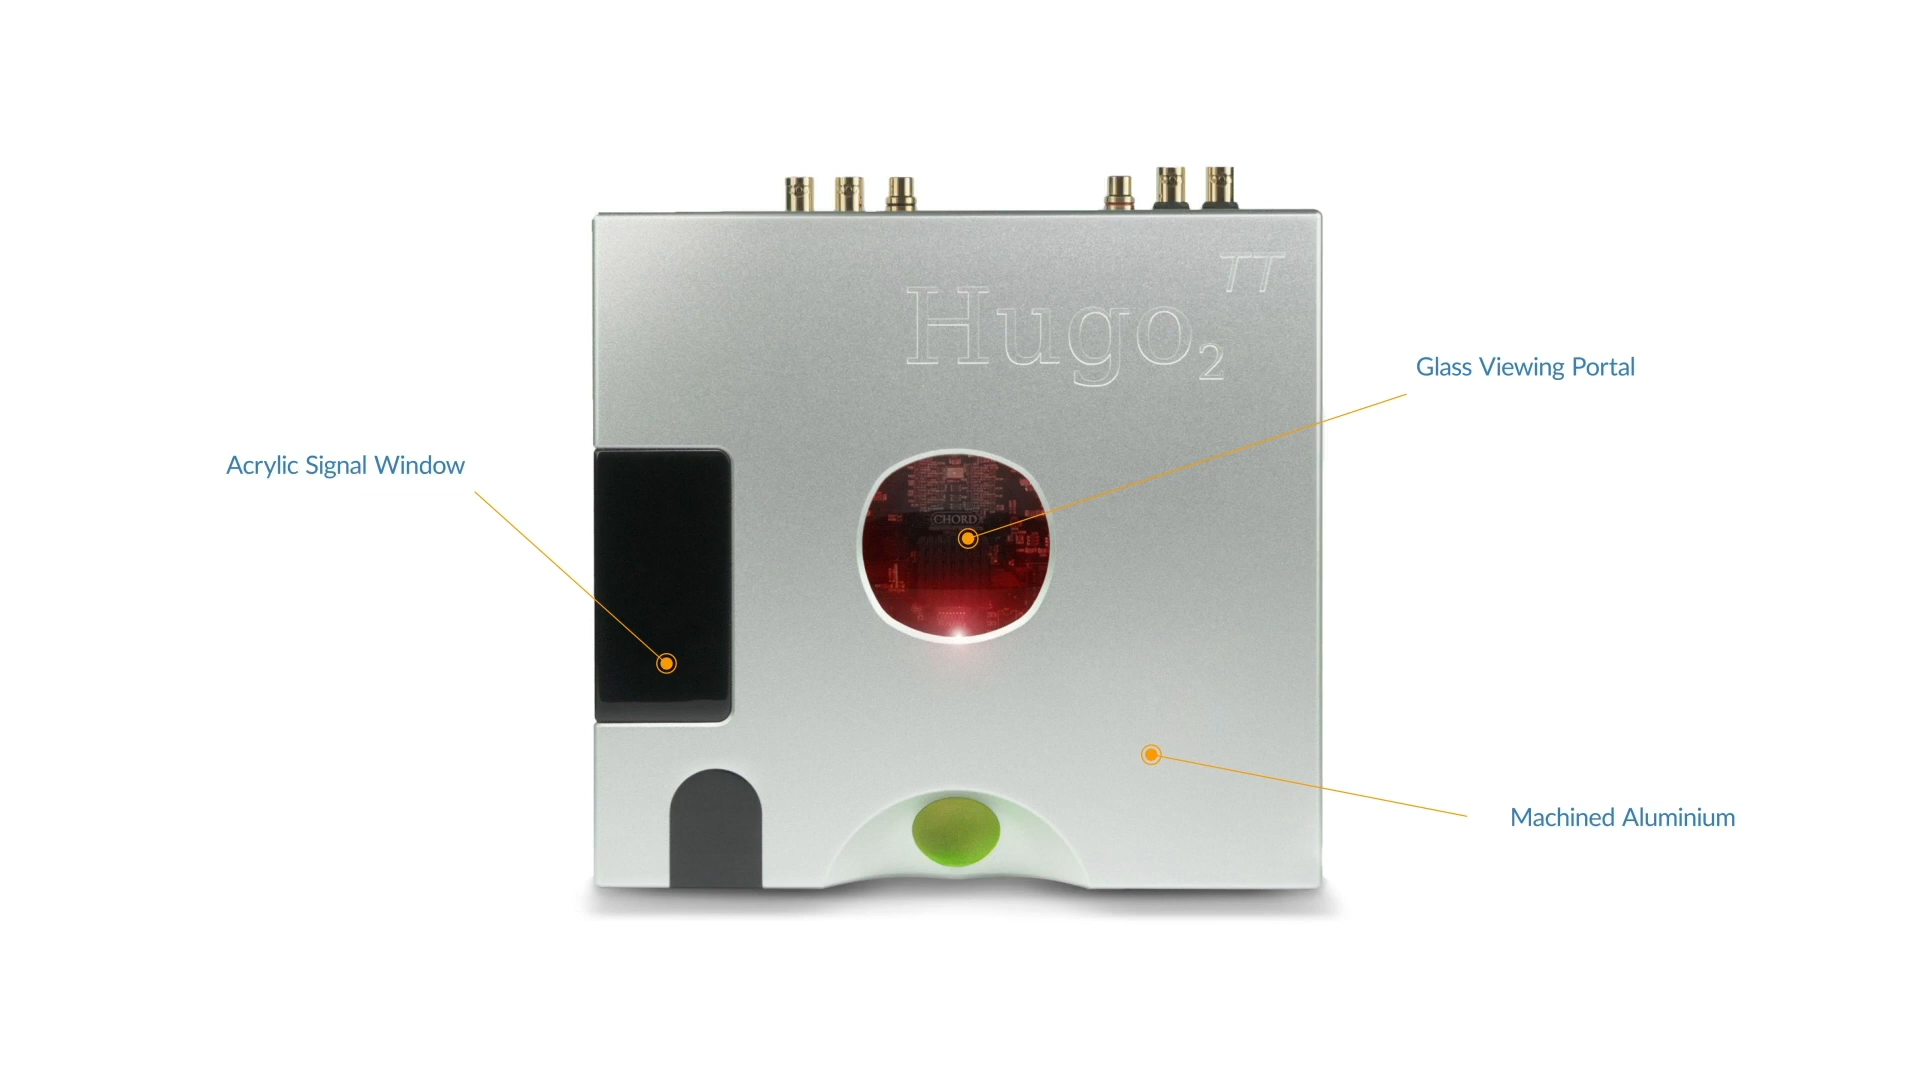 TT
Hugo2
Glass Viewing Portal
Acrylic Signal Window
CHORD
Machined Aluminium